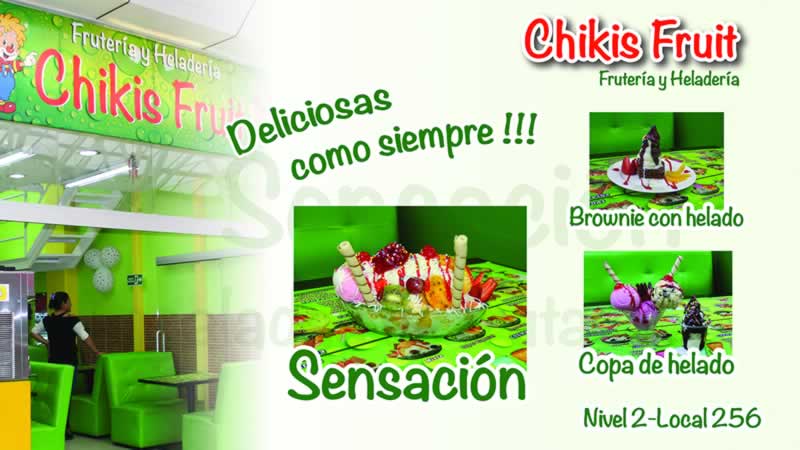 Frutería y Heladería
Chikis Fruit
Chikis Fruit
Frutería y Heladería
Deliciosas
como siempre !!!
Brownie con helado
Sensación
Copa de helado
Nivel 2-Local 256
Sensación